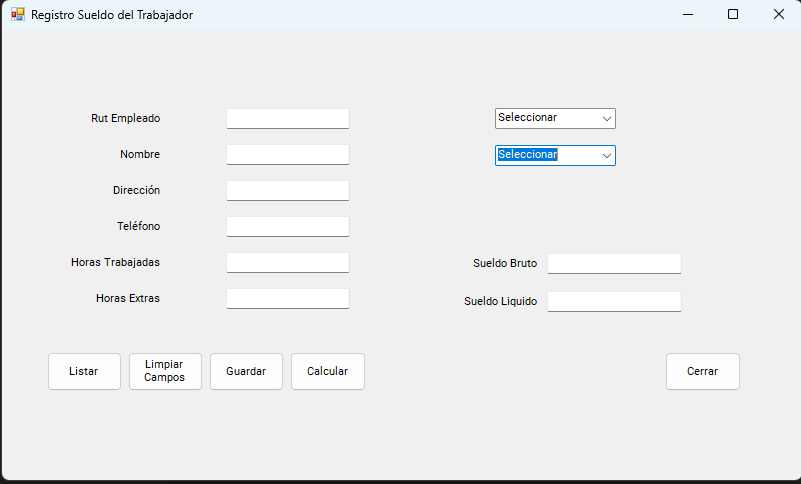 Registro Sueldo del Trabajador
Rut Empleado
Seleccionar
Nombre
Seleccionar
Dirección
Teléfono
Horas Trabajadas
Sueldo Bruto
Horas Extras
Sueldo Liquido
Listar
Limpiar
Campos
Guardar
Calcular
Cerrar